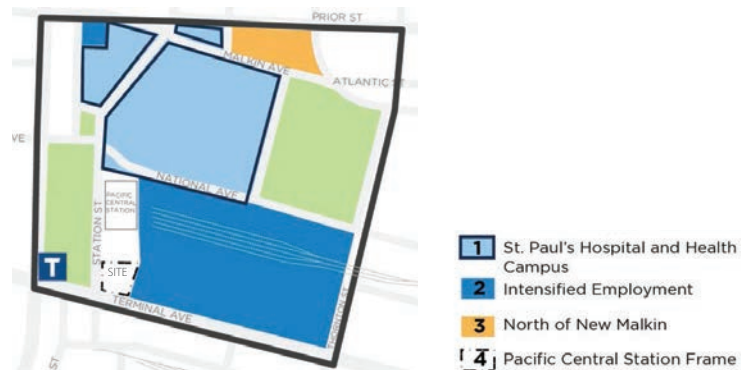 PRIOR ST
MALKIN AVE
ATLANTIC ST
VE
NATIONAL AVE
PACIFIC
CENTRAL
STATION
STATION ST
T
SITE
TERMINAL AVE
THORNTON ST
ST
1 St. Paul's Hospital and Health
Campus
2 Intensified Employment
3 North of New Malkin
4 Pacific Central Station Frame